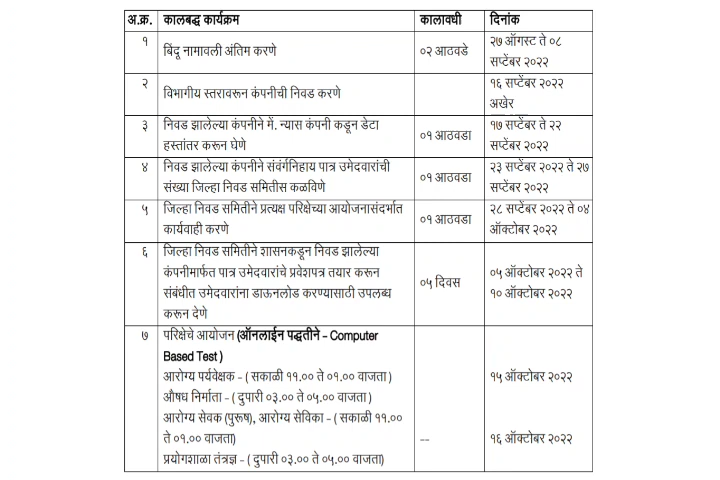 अ.क्र. कालबद्ध कार्यक्रम कालावधी दिनांक
१ बिंदू नामावली अंतिम करणे ०२ आठवडे २७ ऑगस्ट ते ०८
सप्टेंबर २०२२
२ विभागीय स्तरावरून कंपनीची निवड करणे १६ सप्टेंबर २०२२
अखेर
३ निवड झालेल्या कंपनीने में. न्यास कंपनी कडून डेटा
हस्तांतर करून घेणे ०१ आठवडा १७ सप्टेंबर ते २२
सप्टेंबर २०२२
४ निवड झालेल्या कंपनीने संवंर्गनिहाय पात्र उमेदवारांची
संख्या जिल्हा निवड समितीस कळविणे ०१ आठवडा २३ सप्टेंबर २०२२ ते २७
सप्टेंबर २०२२
५ जिल्हा निवड समितीने प्रत्यक्ष परिक्षेच्या आयोजनासंदर्भात
कार्यवाही करणे ०१ आठवडा २८ सप्टेंबर २०२२ ते ०४
ऑक्टोबर २०२२
६ जिल्हा निवड समितीने शासनकडून निवड झालेल्या
कंपनीमार्फत पात्र उमेदवारांचे प्रवेशपत्र तयार करून
संबंधीत उमेदवारांना डाऊनलोड करण्यासाठी उपलब्ध
करून देणे ०५ दिवस ०५ ऑक्टोबर २०२२ ते
१० ऑक्टोबर २०२२
७ परिक्षेचे आयोजन (ऑनलाईन पद्धतीने – Computer
Based Test )
आरोग्य पर्यवेक्षक – ( सकाळी ११.०० ते ०१.०० वाजता ) १५ ऑक्टोबर २०२२
औषध निर्माता – ( दुपारी ०३.०० ते ०५.०० वाजता )
आरोग्य सेवक (पुरूष), आरोग्य सेविका – ( सकाळी ११.००
ते ०१.०० वाजता) -- १६ ऑक्टोबर २०२२
प्रयोगशाळा तंत्रज्ञ – ( दुपारी ०३.०० ते ०५.०० वाजता)